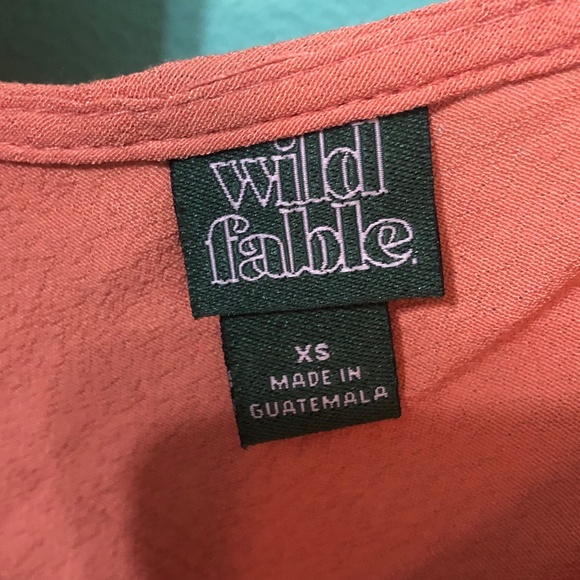 wild
fable.
XS
MADE IN
GUATEMALA